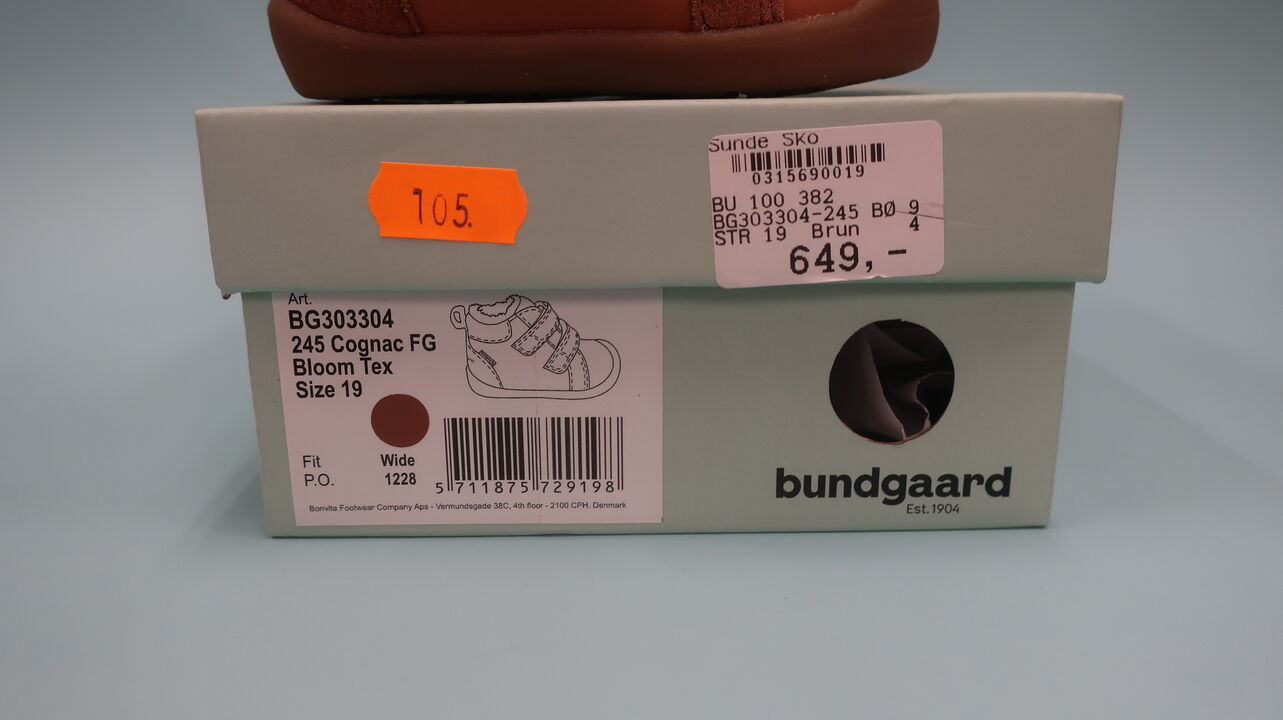 105.
Sunde Sko
0315690019
BU 100 382
BG303304-245 BØ 9
STR 19 Brun 4
649,-
Art.
BG303304
245 Cognac FG
Bloom Tex
Size 19
Fit Wide
P.O. 1228
5 711875 729198
Bonvita Footwear Company Aps - Vermundsgade 38C, 4th floor - 2100 CPH, Denmark
bundgaard
Est. 1904